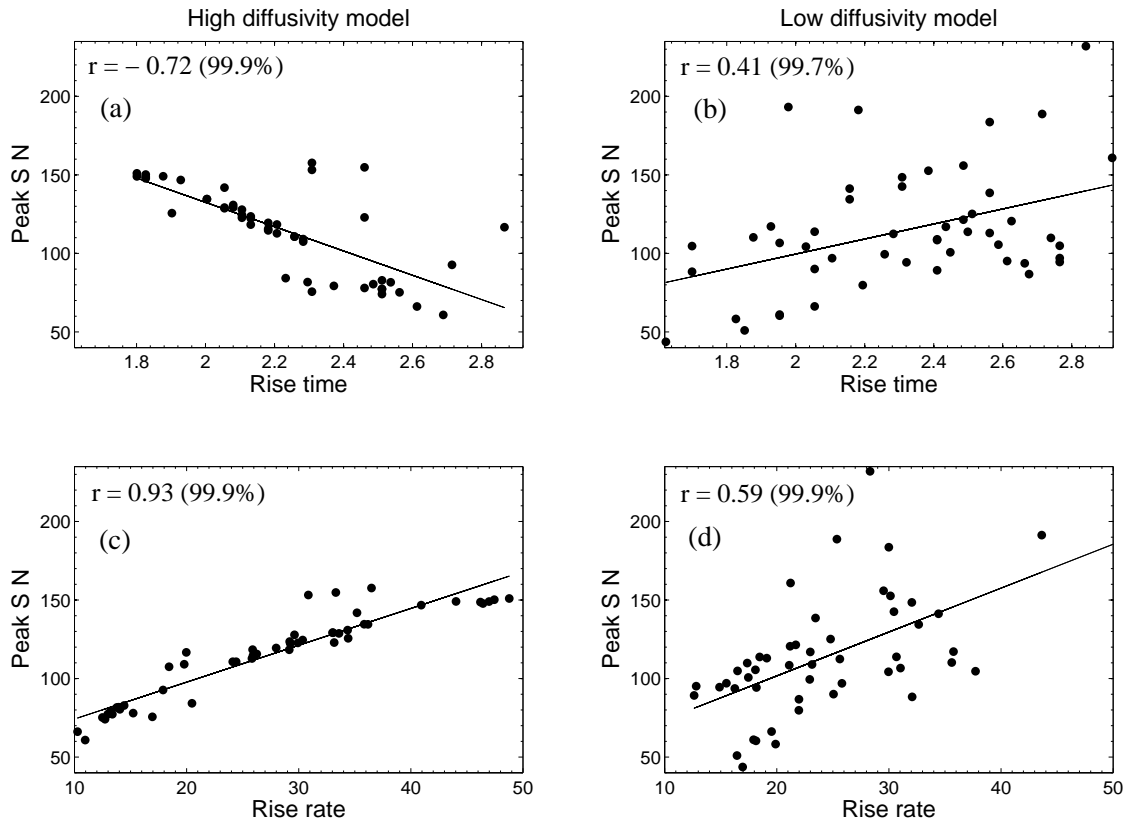 High diffusivity model
Low diffusivity model
r = – 0.72 (99.9%)
(a)
Peak S N
200
150
100
50
1.8 2 2.2 2.4 2.6 2.8
Rise time
r = 0.41 (99.7%)
(b)
Peak S N
200
150
100
50
1.8 2 2.2 2.4 2.6 2.8
Rise time
r = 0.93 (99.9%)
(c)
Peak S N
200
150
100
50
10 20 30 40 50
Rise rate
r = 0.59 (99.9%)
(d)
Peak S N
200
150
100
50
10 20 30 40 50
Rise rate